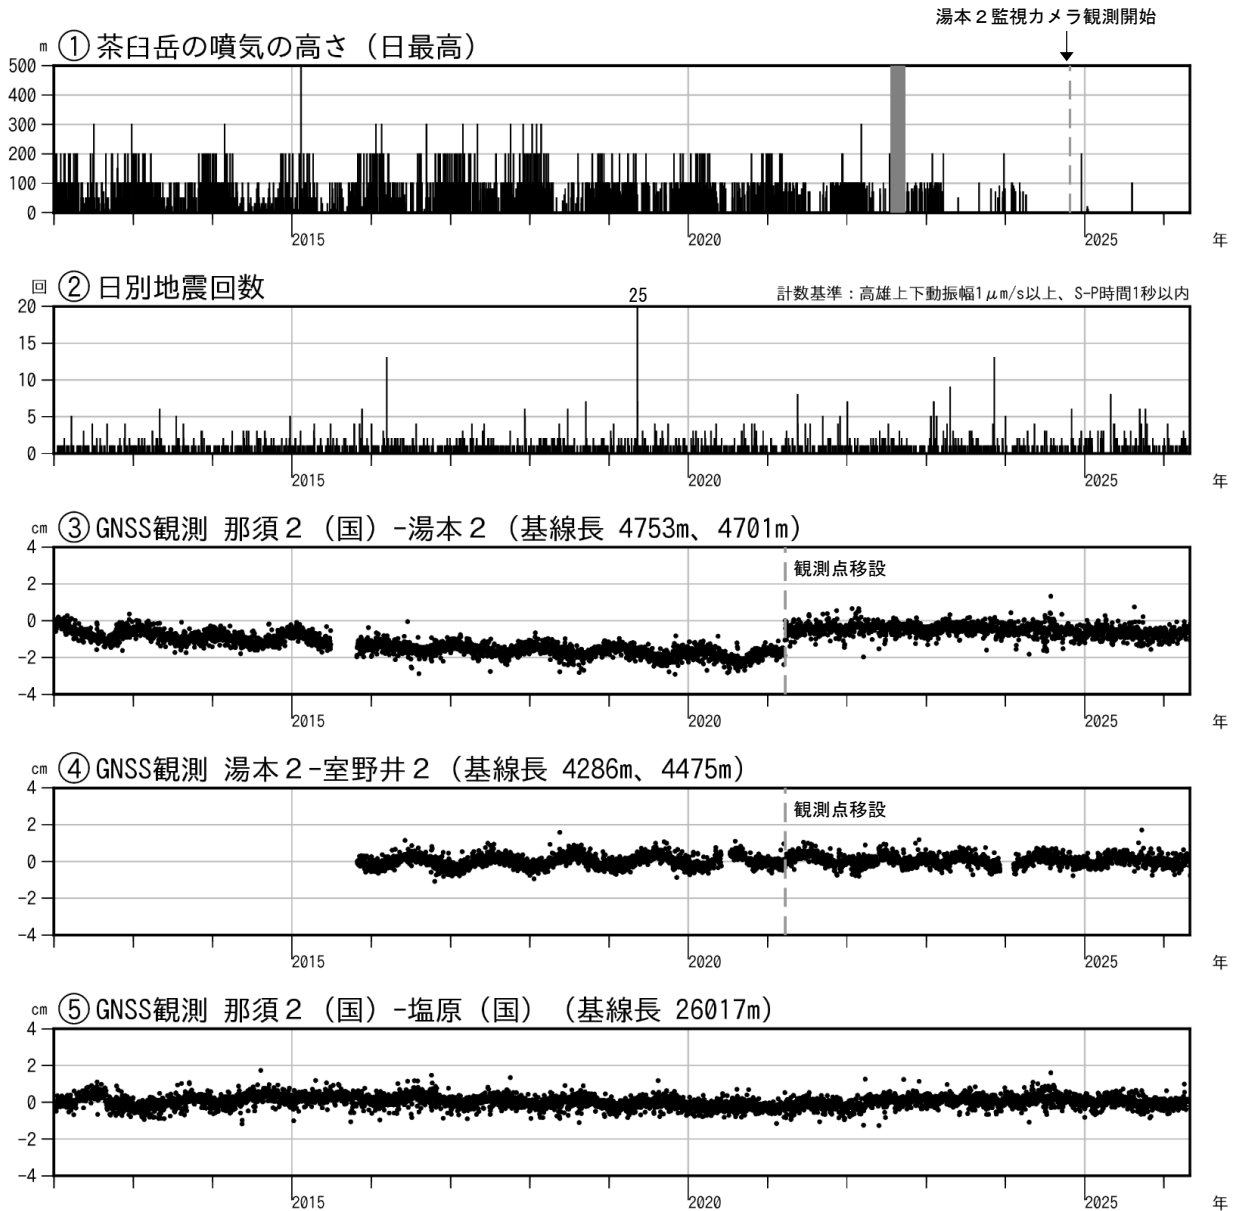 湯本２監視カメラ観測開始
m ①茶臼岳の噴気の高さ（日最高）
500
400
300
200
100
0
2015 2020 2025 年
回 ②日別地震回数 25 計数基準：高雄上下動振幅1μm/s以上、S-P時間1秒以内
20
15
10
5
0
2015 2020 2025 年
cm ③GNSS観測 那須２（国）-湯本２（基線長 4753m、4701m）
4
観測点移設
2
0
-2
-4
2015 2020 2025 年
cm ④GNSS観測 湯本２-室野井２（基線長 4286m、4475m）
4
観測点移設
2
0
-2
-4
2015 2020 2025 年
cm ⑤GNSS観測 那須２（国）-塩原（国）（基線長 26017m）
4
2
0
-2
-4
2015 2020 2025 年